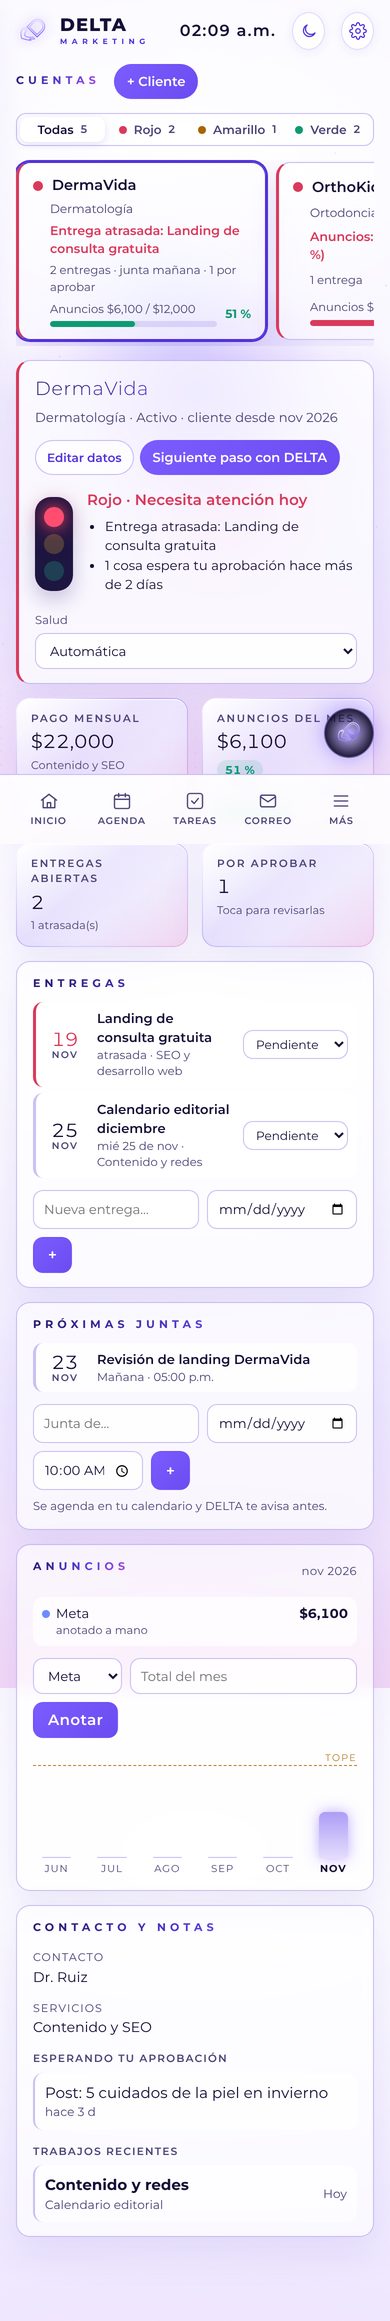 DELTA
MARKETING
02:09 a.m.
CUENTAS
+ Cliente
Todas 5
Rojo 2
Amarillo 1
Verde 2
DermaVida
Dermatología
Entrega atrasada: Landing de
consulta gratuita
2 entregas · junta mañana · 1 por
aprobar
Anuncios $6,100 / $12,000
51 %
Ortodoncia
Anuncios:
%)
1 entrega
Anuncios $
DermaVida
Dermatología · Activo · cliente desde nov 2026
Editar datos
Siguiente paso con DELTA
Rojo · Necesita atención hoy
• Entrega atrasada: Landing de
consulta gratuita
• 1 cosa espera tu aprobación hace más
de 2 días
Salud
Automática
PAGO MENSUAL
$22,000
Contenido y SEO
ANUNCIOS DEL MES
$6,100
51 %
INICIO
AGENDA
TAREAS
CORREO
MÁS
ENTREGAS
ABIERTAS
2
1 atrasada(s)
POR APROBAR
1
Toca para revisarlas
ENTREGAS
19
NOV
Landing de
consulta gratuita
atrasada · SEO y
desarrollo web
Pendiente
25
NOV
Calendario editorial
diciembre
mié 25 de nov ·
Contenido y redes
Pendiente
Nueva entrega...
mm/dd/yyyy
+
PRÓXIMAS JUNTAS
23
NOV
Revisión de landing DermaVida
Mañana · 05:00 p.m.
Junta de...
mm/dd/yyyy
10:00 AM
+
Se agenda en tu calendario y DELTA te avisa antes.
ANUNCIOS
nov 2026
Meta
anotado a mano
$6,100
Meta
Total del mes
Anotar
TOPE
JUN
JUL
AGO
SEP
OCT
NOV
CONTACTO Y NOTAS
CONTACTO
Dr. Ruiz
SERVICIOS
Contenido y SEO
ESPERANDO TU APROBACIÓN
Post: 5 cuidados de la piel en invierno
hace 3 d
TRABAJOS RECIENTES
Contenido y redes
Calendario editorial
Hoy